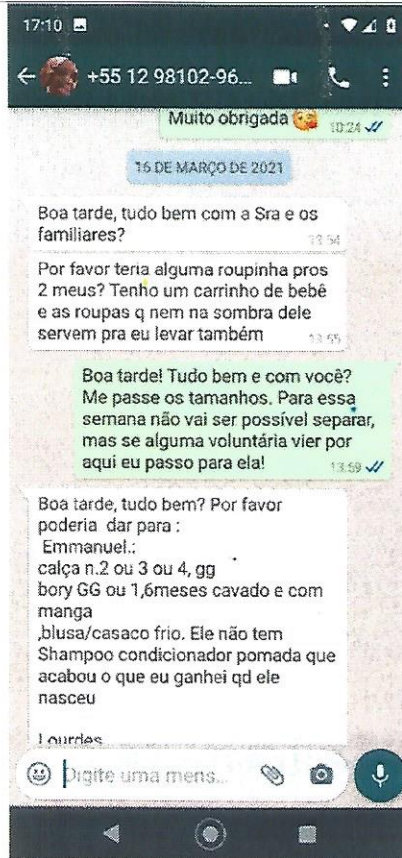 17:10
+55 12 98102-96...
Muito obrigada
10:24
16 DE MARÇO DE 2021
Boa tarde, tudo bem com a Sra e os
familiares?
13:54
Por favor teria alguma roupinha pros
2 meus? Tenho um carrinho de bebê
e as roupas q nem na sombra dele
servem pra eu levar também
13:55
Boa tarde! Tudo bem e com você?
Me passe os tamanhos. Para essa
semana não vai ser possível separar,
mas se alguma voluntária vier por
aqui eu passo para ela!
13:59
Boa tarde, tudo bem? Por favor
poderia dar para :
Emmanuel.:
calça n.2 ou 3 ou 4, gg
bory GG ou 1,6meses cavado e com
manga
,blusa/casaco frio. Ele não tem
Shampoo condicionador pomada que
acabou o que eu ganhei qd ele
nasceu
Lourdes
Digite uma mens...